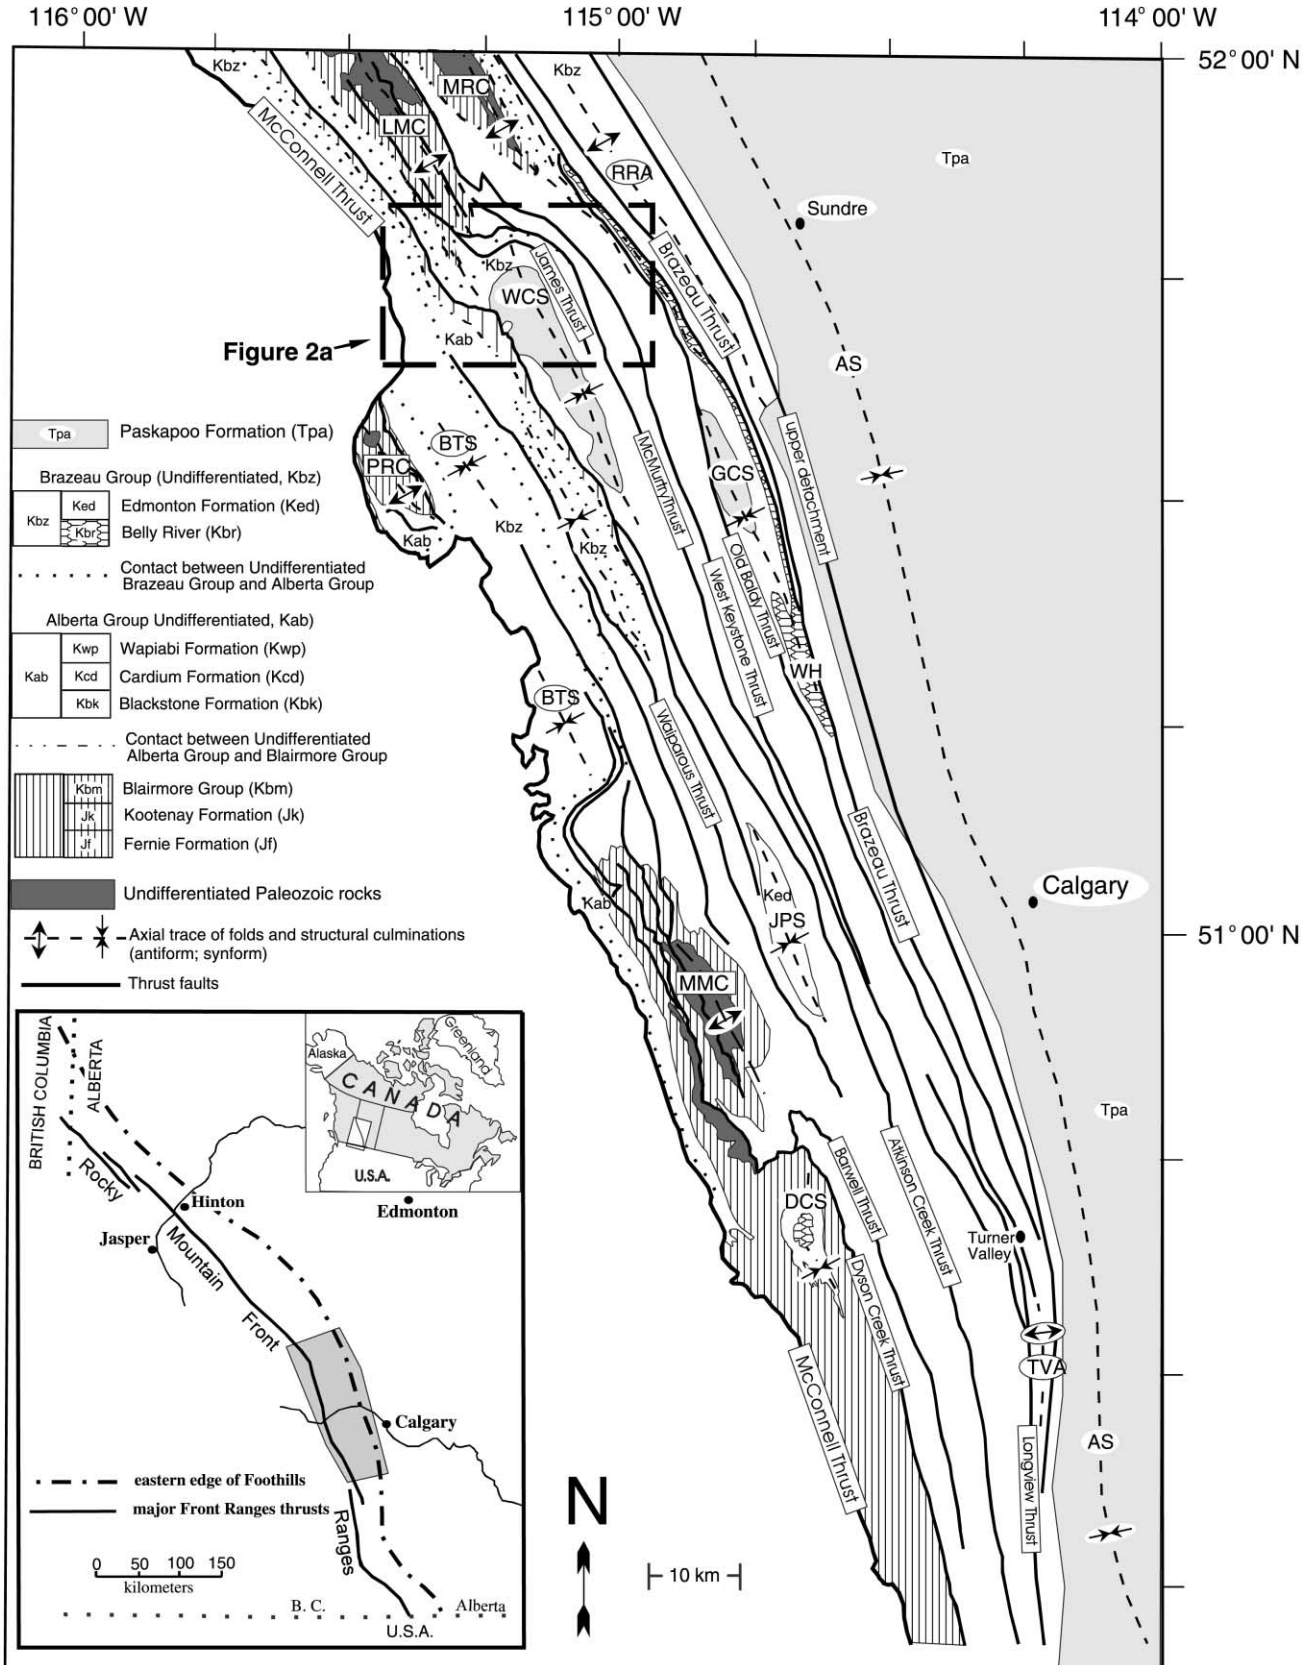 116°00' W
115°00' W
114°00' W
52°00' N
Kbz
MRC
Kbz
LMC
McConnell Thrust
RRA
Tpa
Sundre
Kbz
James Thrust
Brazeau Thrust
WCS
Kab
Figure 2a
AS
Tpa
Paskapoo Formation (Tpa)
Brazeau Group (Undifferentiated, Kbz)
Kbz
Ked
Edmonton Formation (Ked)
Kbr
Belly River (Kbr)
Contact between Undifferentiated
Brazeau Group and Alberta Group
Alberta Group Undifferentiated, Kab)
Kab
Kwp
Wapiabi Formation (Kwp)
Kcd
Cardium Formation (Kcd)
Kbk
Blackstone Formation (Kbk)
Contact between Undifferentiated
Alberta Group and Blairmore Group
Kbm
Blairmore Group (Kbm)
Jk
Kootenay Formation (Jk)
Jf
Fernie Formation (Jf)
Undifferentiated Paleozoic rocks
Axial trace of folds and structural culminations
(antiform; synform)
Thrust faults
BTS
PRC
Kab
Kbz
Kbz
McMurtry Thrust
GCS
upper detachment
Old Baldy Thrust
West Keystone Thrust
WH
BTS
Waiparous Thrust
Brazeau Thrust
Calgary
51°00' N
Ked
JPS
Kab
MMC
Tpa
DCS
Barwell Thrust
Atkinson Creek Thrust
Turner
Valley
Dyson Creek Thrust
McConnell Thrust
TVA
AS
Longview Thrust
N
10 km
BRITISH COLUMBIA
ALBERTA
Alaska
Greenland
CANADA
U.S.A.
Rocky
Mountain
Front
Ranges
Hinton
Jasper
Edmonton
Calgary
eastern edge of Foothills
major Front Ranges thrusts
0 50 100 150
kilometers
B. C.
Alberta
U.S.A.